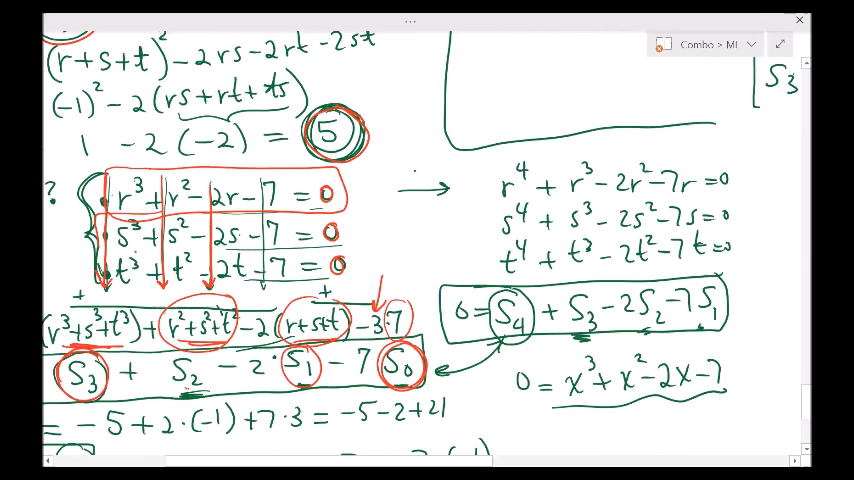 (r+s+t)² - 2rs - 2rt - 2st
(-1)² - 2(rs+rt+ts)
1 - 2(-2) = 5
? r³ + r² - 2r - 7 = 0
s³ + s² - 2s - 7 = 0
t³ + t² - 2t - 7 = 0
+ +
(r³+s³+t³) + (r²+s²+t²) - 2(r+s+t) - 3·7
S₃ + S₂ - 2·S₁ - 7 S₀
= -5 + 2·(-1) + 7·3 = -5 - 2 + 21
Combo > MI
S₃
→ r⁴ + r³ - 2r² - 7r = 0
s⁴ + s³ - 2s² - 7s = 0
t⁴ + t³ - 2t² - 7t = 0
0 = S₄ + S₃ - 2S₂ - 7S₁
0 = x³ + x² - 2x - 7